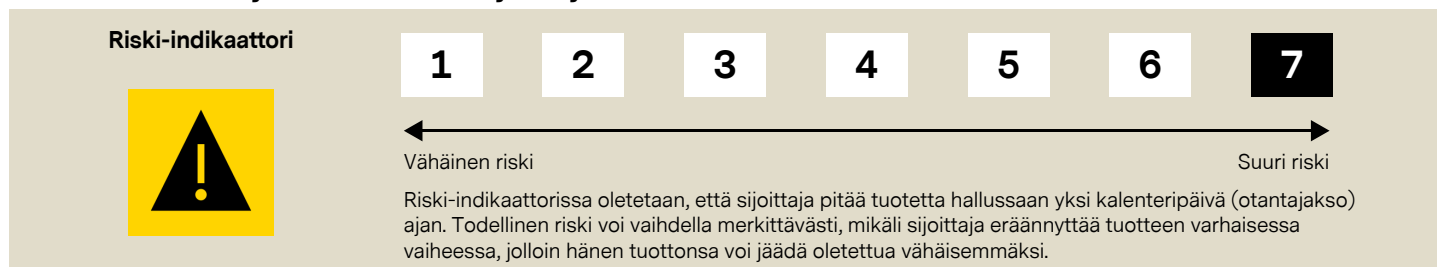 Riski-indikaattori
1 2 3 4 5 6 7
Vähäinen riski Suuri riski
Riski-indikaattorissa oletetaan, että sijoittaja pitää tuotetta hallussaan yksi kalenteripäivä (otantajakso)
ajan. Todellinen riski voi vaihdella merkittävästi, mikäli sijoittaja eräännyttää tuotteen varhaisessa
vaiheessa, jolloin hänen tuottonsa voi jäädä oletettua vähäisemmäksi.